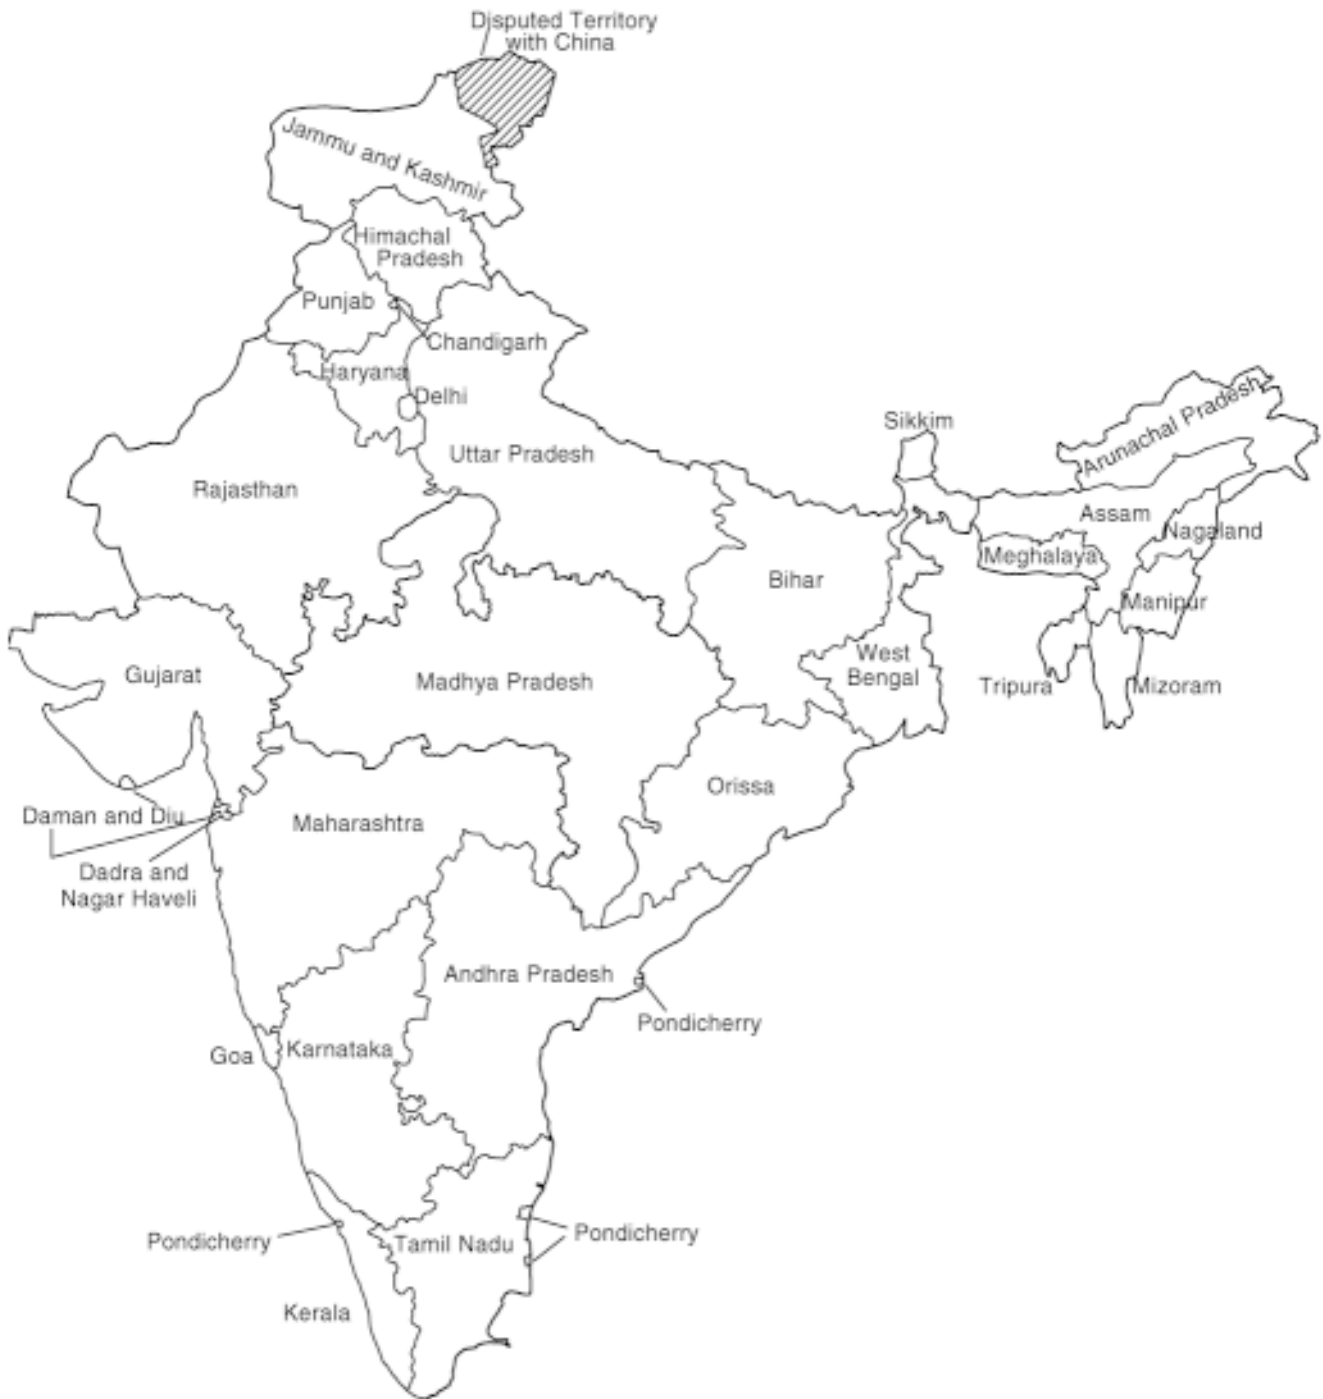 Disputed Territory
with China
Jammu and Kashmir
Himachal
Pradesh
Punjab
Chandigarh
Haryana
Delhi
Sikkim
Arunachal Pradesh
Uttar Pradesh
Rajasthan
Assam
Nagaland
Meghalaya
Bihar
Manipur
West
Bengal
Gujarat
Madhya Pradesh
Tripura
Mizoram
Orissa
Daman and Diu
Maharashtra
Dadra and
Nagar Haveli
Andhra Pradesh
Pondicherry
Goa
Karnataka
Pondicherry
Tamil Nadu
Pondicherry
Kerala